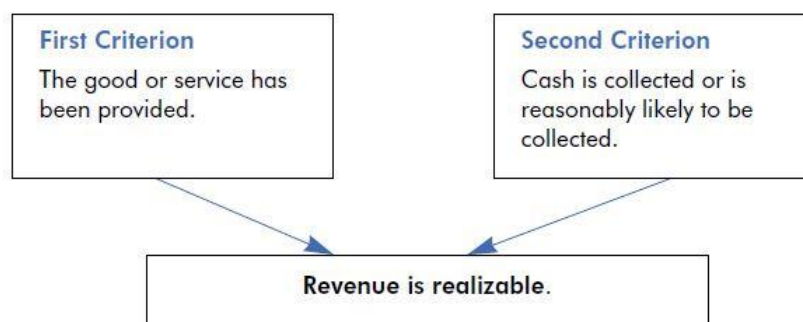 First Criterion
The good or service has
been provided.
Second Criterion
Cash is collected or is
reasonably likely to be
collected.
Revenue is realizable.